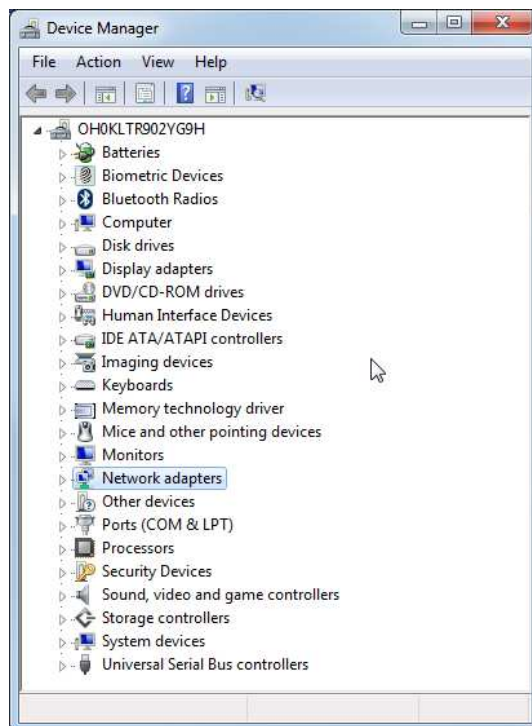 Device Manager
File Action View Help
OH0KLTR902YG9H
Batteries
Biometric Devices
Bluetooth Radios
Computer
Disk drives
Display adapters
DVD/CD-ROM drives
Human Interface Devices
IDE ATA/ATAPI controllers
Imaging devices
Keyboards
Memory technology driver
Mice and other pointing devices
Monitors
Network adapters
Other devices
Ports (COM & LPT)
Processors
Security Devices
Sound, video and game controllers
Storage controllers
System devices
Universal Serial Bus controllers